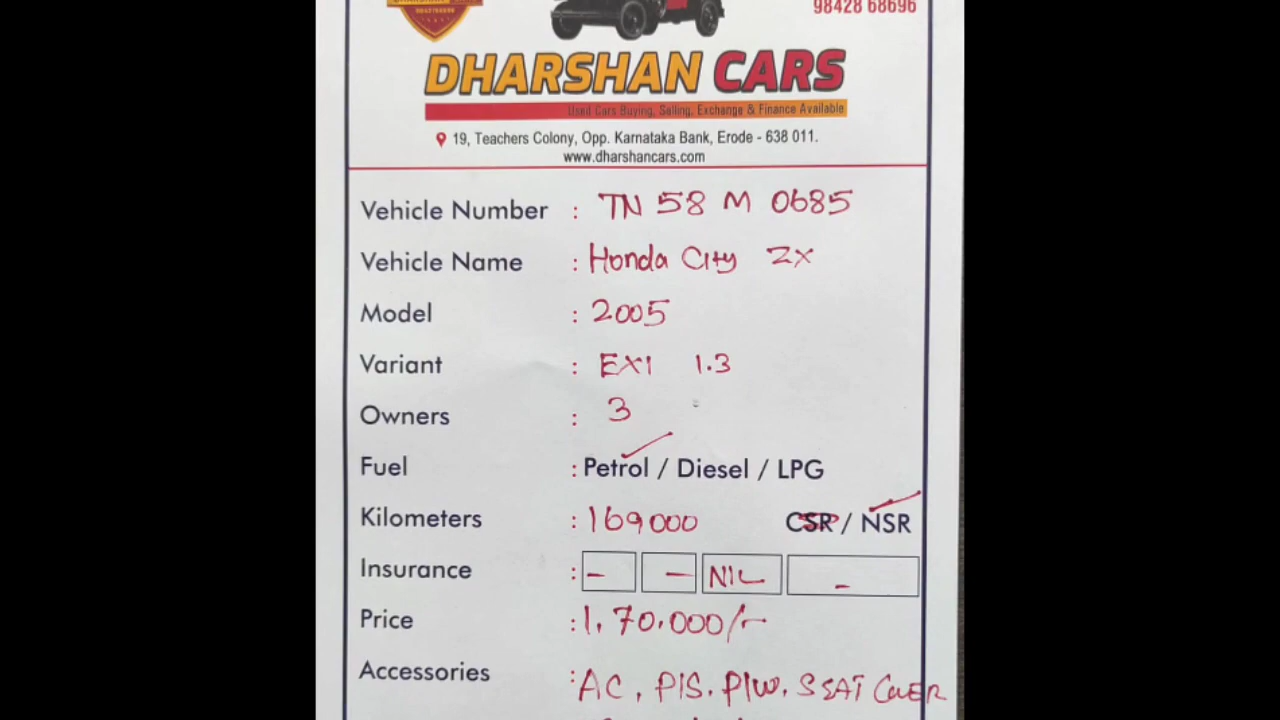 98428 68696
DHARSHAN CARS
Used Cars Buying, Selling, Exchange & Finance Available
19, Teachers Colony, Opp. Karnataka Bank, Erode - 638 011.
www.dharshancars.com
Vehicle Number : TN 58 M 0685
Vehicle Name : Honda City ZX
Model : 2005
Variant : EXI 1.3
Owners : 3
Fuel : Petrol / Diesel / LPG
Kilometers : 169000 CSR / NSR
Insurance : - - NIL -
Price : 1,70,000/-
Accessories : AC, P/S, P/W, SEAT COVER